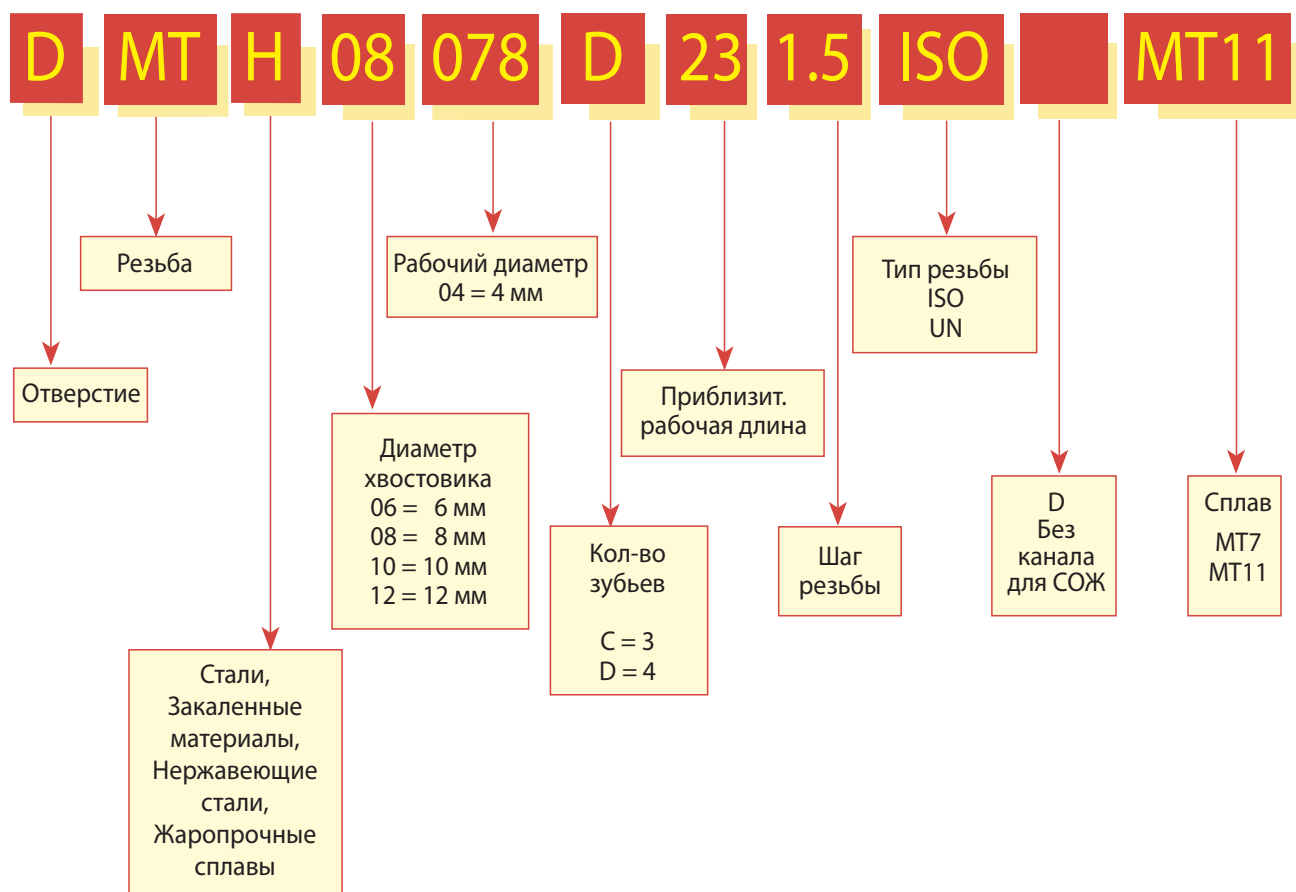 D MT H 08 078 D 23 1.5 ISO MT11
Резьба
Рабочий диаметр
04 = 4 мм
Тип резьбы
ISO
UN
Отверстие
Приблизит.
рабочая длина
Диаметр
хвостовика
06 = 6 мм
08 = 8 мм
10 = 10 мм
12 = 12 мм
Кол-во
зубьев
C = 3
D = 4
Шаг
резьбы
D
Без
канала
для СОЖ
Сплав
MT7
MT11
Стали,
Закаленные
материалы,
Нержавеющие
стали,
Жаропрочные
сплавы